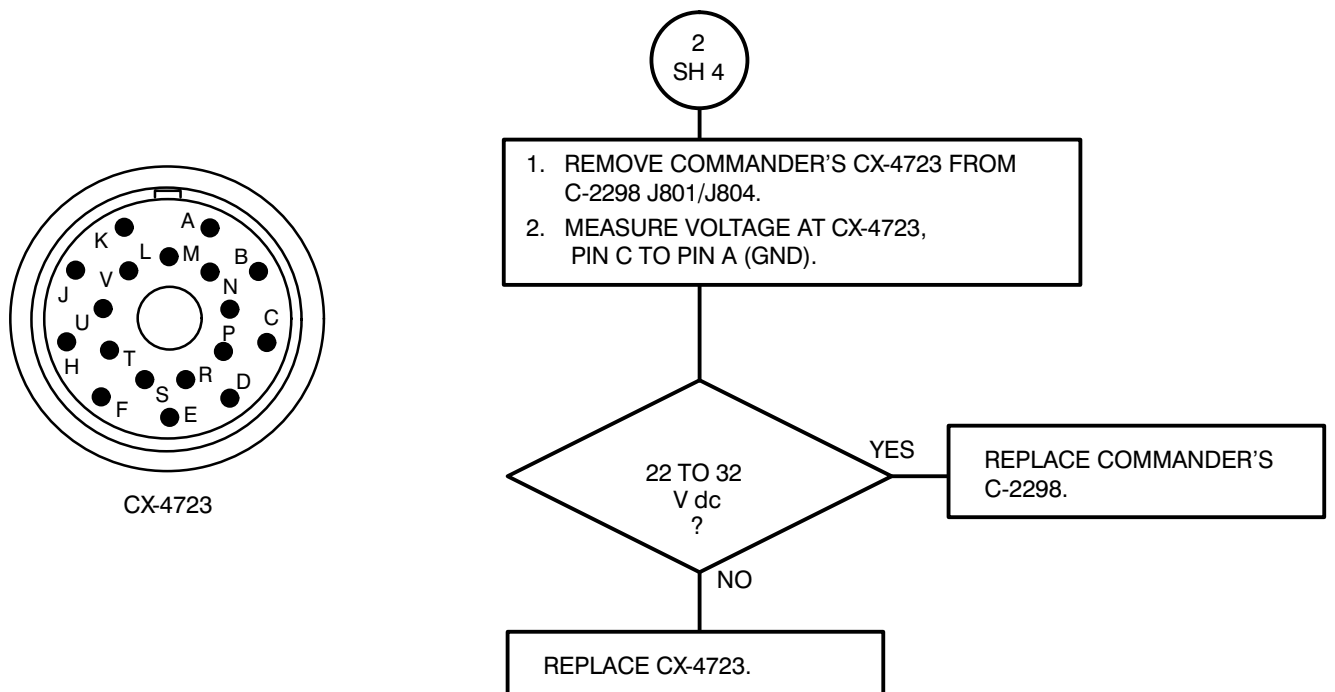 2
SH 4
1. REMOVE COMMANDER'S CX-4723 FROM
C-2298 J801/J804.
2. MEASURE VOLTAGE AT CX-4723,
PIN C TO PIN A (GND).
K
A
L
M
B
V
J
N
U
C
P
H
T
R
D
S
F
E
CX-4723
22 TO 32
V dc
?
YES
REPLACE COMMANDER'S
C-2298.
NO
REPLACE CX-4723.